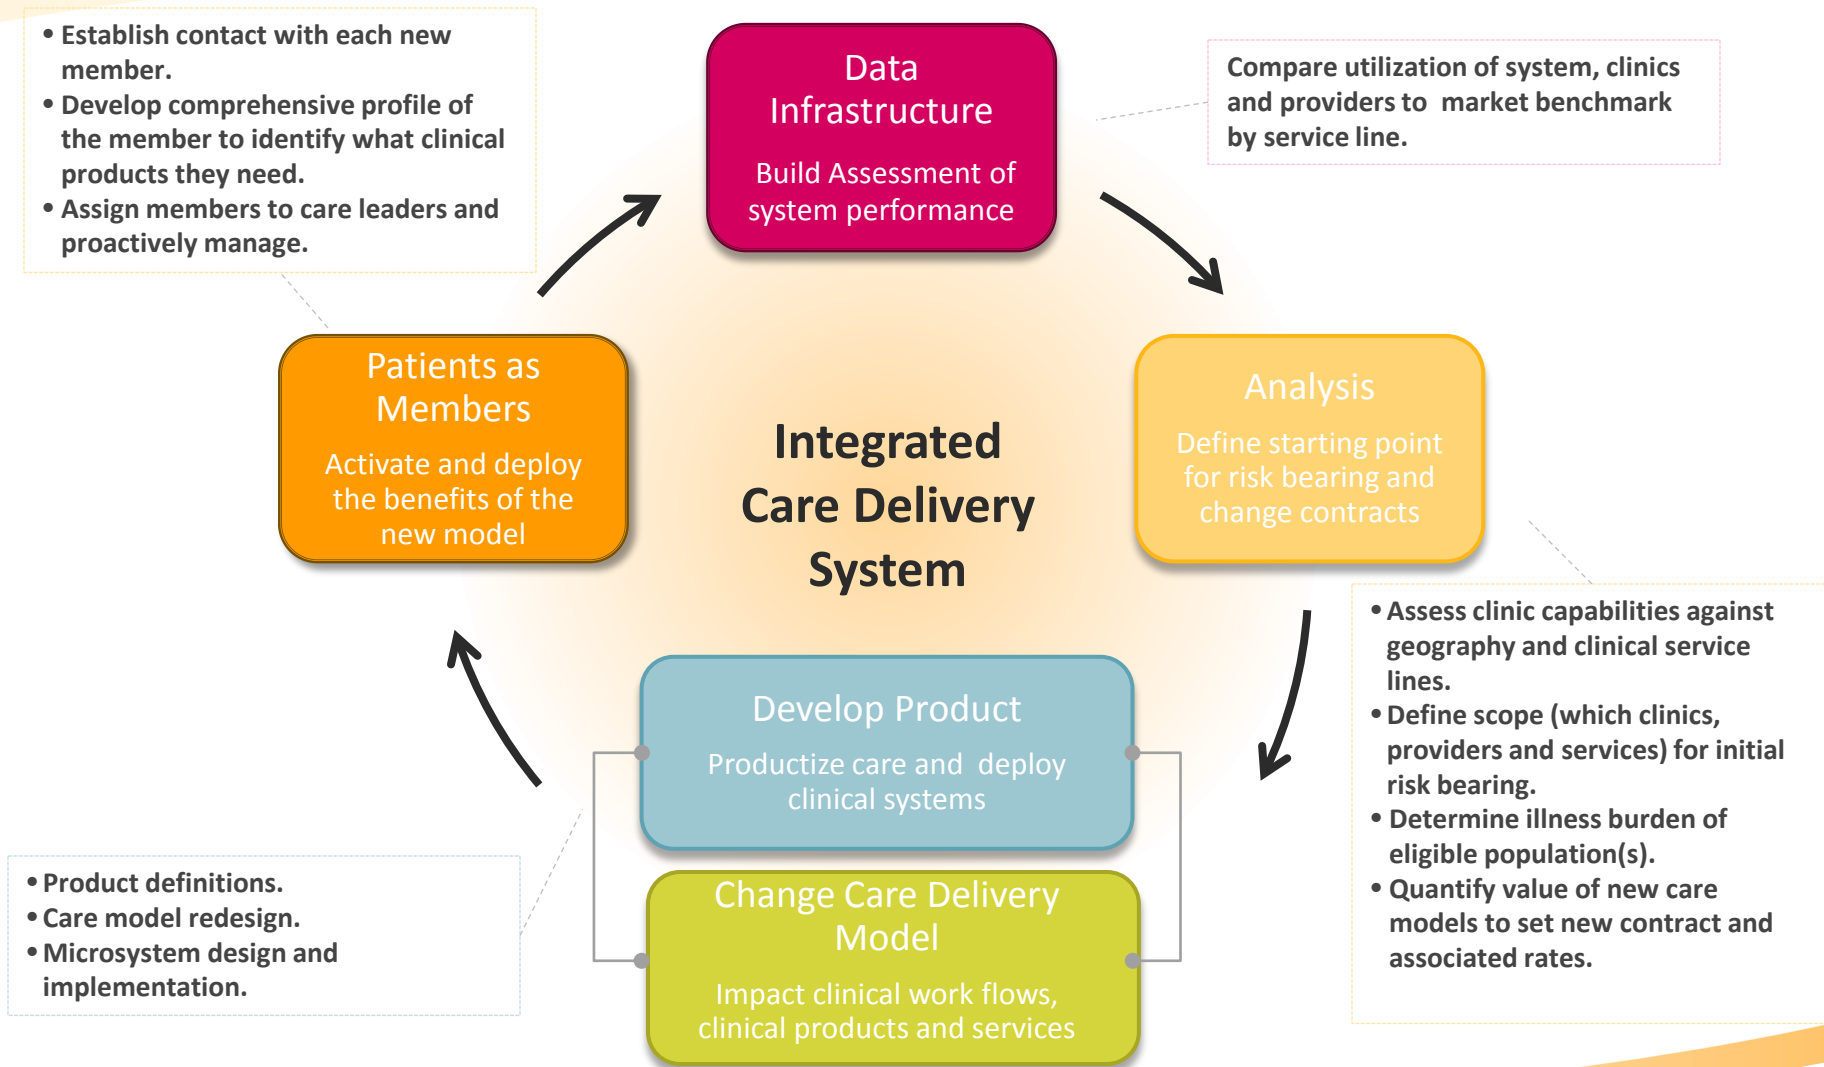 • Establish contact with each new
member.
• Develop comprehensive profile of
the member to identify what clinical
products they need.
• Assign members to care leaders and
proactively manage.
Data
Infrastructure
Build Assessment of
system performance
Compare utilization of system, clinics
and providers to market benchmark
by service line.
Patients as
Members
Activate and deploy
the benefits of the
new model
Integrated
Care Delivery
System
Analysis
Define starting point
for risk bearing and
change contracts
• Assess clinic capabilities against
geography and clinical service
lines.
• Define scope (which clinics,
providers and services) for initial
risk bearing.
• Determine illness burden of
eligible population(s).
• Quantify value of new care
models to set new contract and
associated rates.
Develop Product
Productize care and deploy
clinical systems
Change Care Delivery
Model
Impact clinical work flows,
clinical products and services
• Product definitions.
• Care model redesign.
• Microsystem design and
implementation.